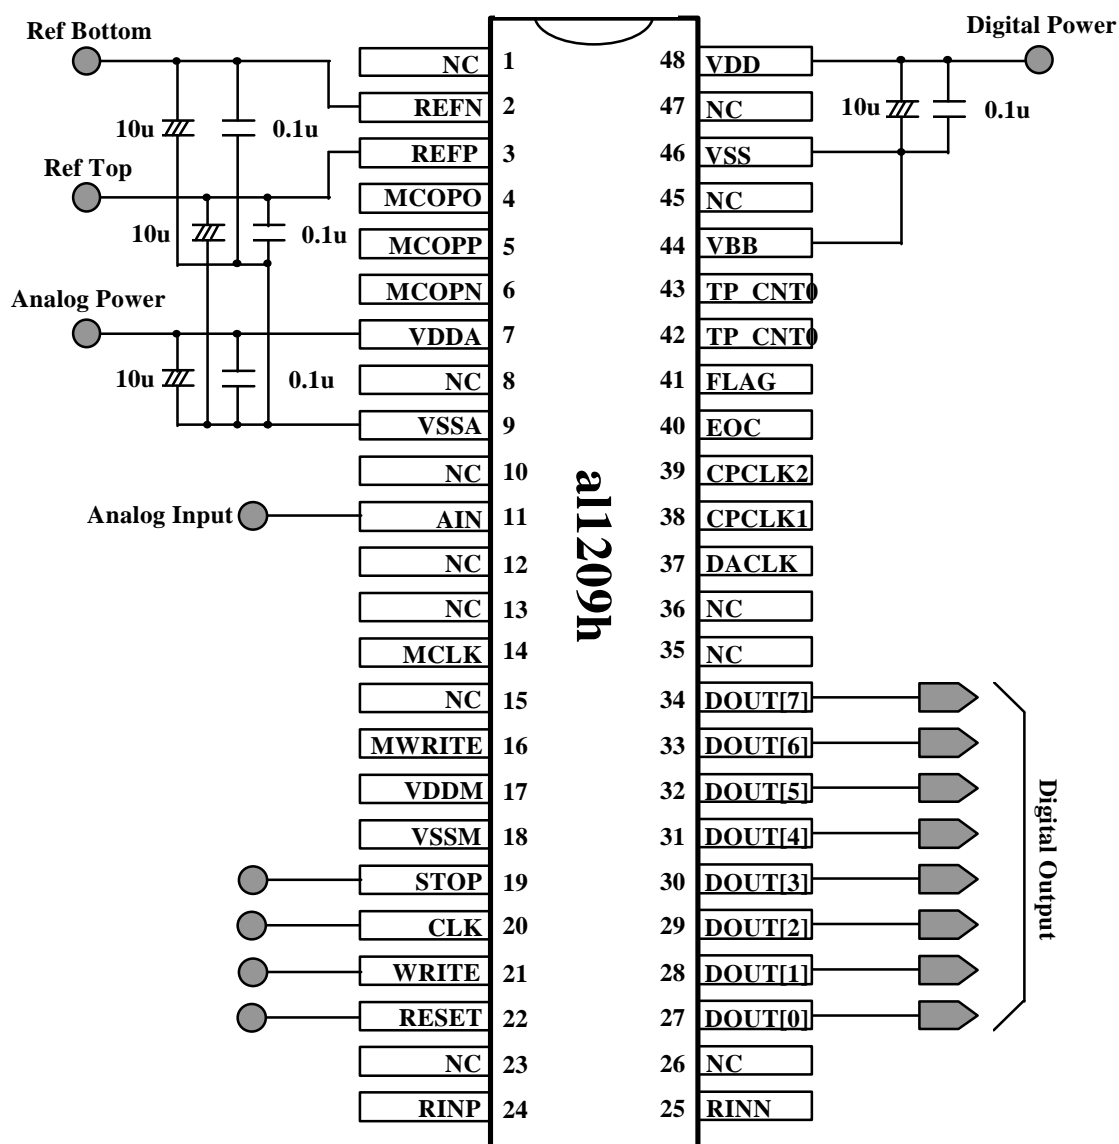 Ref Bottom
10u
0.1u
Ref Top
10u
0.1u
Analog Power
10u
0.1u
Analog Input
NC 1
REFN 2
REFP 3
MCOPO 4
MCOPP 5
MCOPN 6
VDDA 7
NC 8
VSSA 9
NC 10
AIN 11
NC 12
NC 13
MCLK 14
NC 15
MWRITE 16
VDDM 17
VSSM 18
STOP 19
CLK 20
WRITE 21
RESET 22
NC 23
RINP 24
al1209h
48 VDD
47 NC
46 VSS
45 NC
44 VBB
43 TP_CNT0
42 TP_CNT0
41 FLAG
40 EOC
39 CPCLK2
38 CPCLK1
37 DACLK
36 NC
35 NC
34 DOUT[7]
33 DOUT[6]
32 DOUT[5]
31 DOUT[4]
30 DOUT[3]
29 DOUT[2]
28 DOUT[1]
27 DOUT[0]
26 NC
25 RINN
Digital Power
10u
0.1u
Digital Output